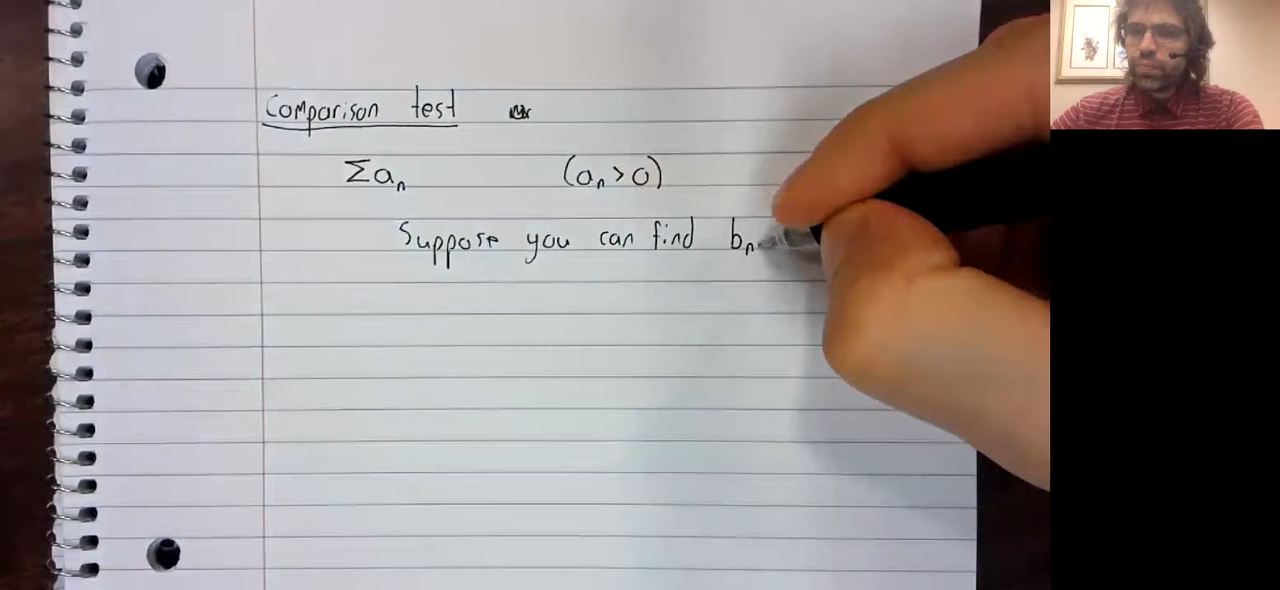 Comparison test
Σaₙ (aₙ > 0)
Suppose you can find bₙ